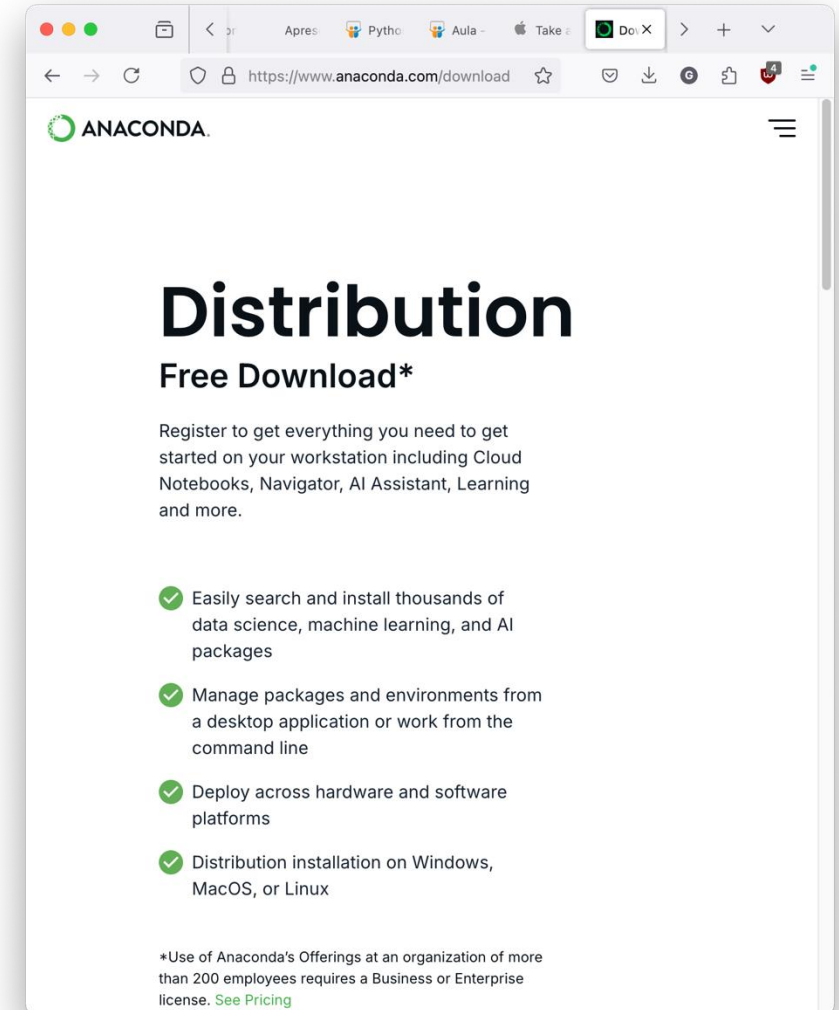 Apres
Pytho
Aula -
Take a
Dow
https://www.anaconda.com/download
G
4
ANACONDA.
Distribution
Free Download*
Register to get everything you need to get
started on your workstation including Cloud
Notebooks, Navigator, AI Assistant, Learning
and more.
Easily search and install thousands of
data science, machine learning, and AI
packages
Manage packages and environments from
a desktop application or work from the
command line
Deploy across hardware and software
platforms
Distribution installation on Windows,
MacOS, or Linux
*Use of Anaconda's Offerings at an organization of more
than 200 employees requires a Business or Enterprise
license. See Pricing